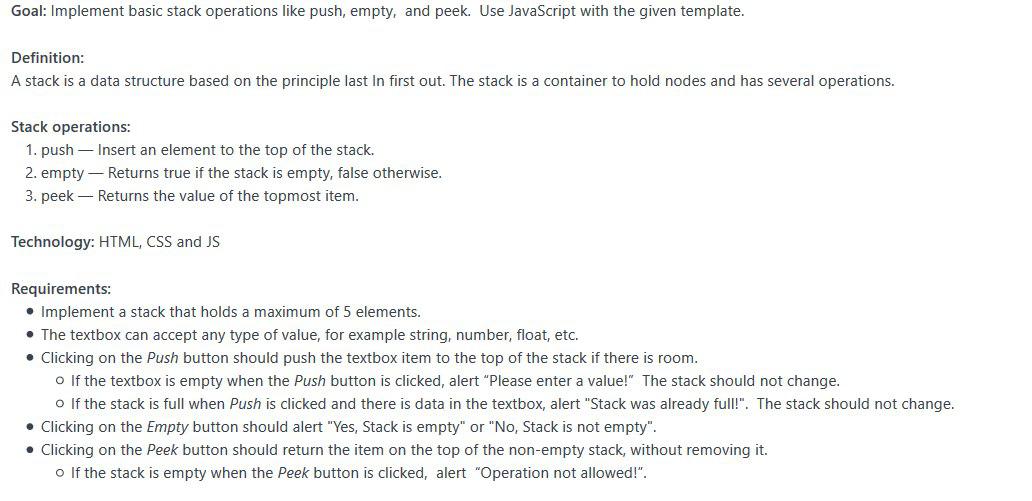 Goal: Implement basic stack operations like push, empty,  and peek.  Use JavaScript with the given template.
Definition:
A stack is a data structure based on the principle last In first out. The stack is a container to hold nodes and has several operations.
Stack operations:
1. push — Insert an element to the top of the stack.
2. empty — Returns true if the stack is empty, false otherwise.
3. peek — Returns the value of the topmost item.
Technology: HTML, CSS and JS
Requirements:
● Implement a stack that holds a maximum of 5 elements.
● The textbox can accept any type of value, for example string, number, float, etc.
● Clicking on the Push button should push the textbox item to the top of the stack if there is room.
○ If the textbox is empty when the Push button is clicked, alert “Please enter a value!”  The stack should not change.
○ If the stack is full when Push is clicked and there is data in the textbox, alert "Stack was already full!".  The stack should not change.
● Clicking on the Empty button should alert "Yes, Stack is empty" or "No, Stack is not empty".
● Clicking on the Peek button should return the item on the top of the non-empty stack, without removing it.
○ If the stack is empty when the Peek button is clicked,  alert  “Operation not allowed!”.